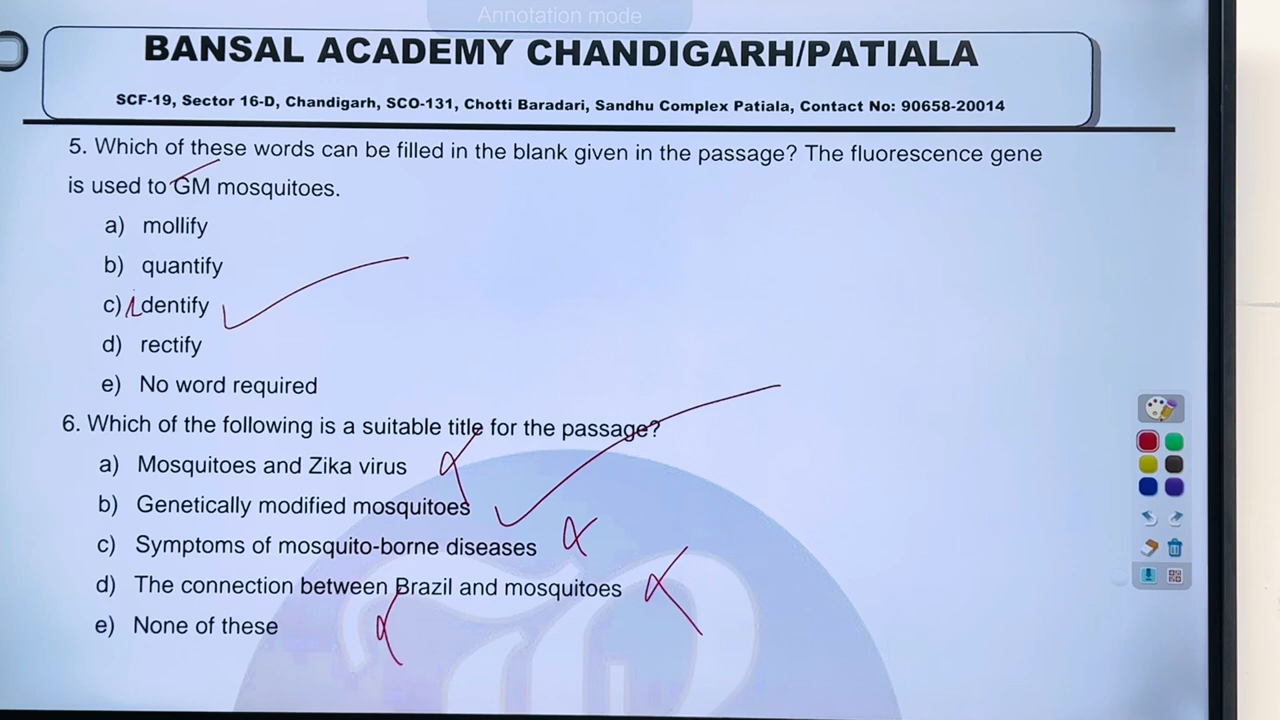 Annotation mode
BANSAL ACADEMY CHANDIGARH/PATIALA
SCF-19, Sector 16-D, Chandigarh, SCO-131, Chotti Baradari, Sandhu Complex Patiala, Contact No: 90658-20014
5. Which of these words can be filled in the blank given in the passage? The fluorescence gene
is used to GM mosquitoes.
a) mollify
b) quantify
c) identify
d) rectify
e) No word required
6. Which of the following is a suitable title for the passage?
a) Mosquitoes and Zika virus
b) Genetically modified mosquitoes
c) Symptoms of mosquito-borne diseases
d) The connection between Brazil and mosquitoes
e) None of these